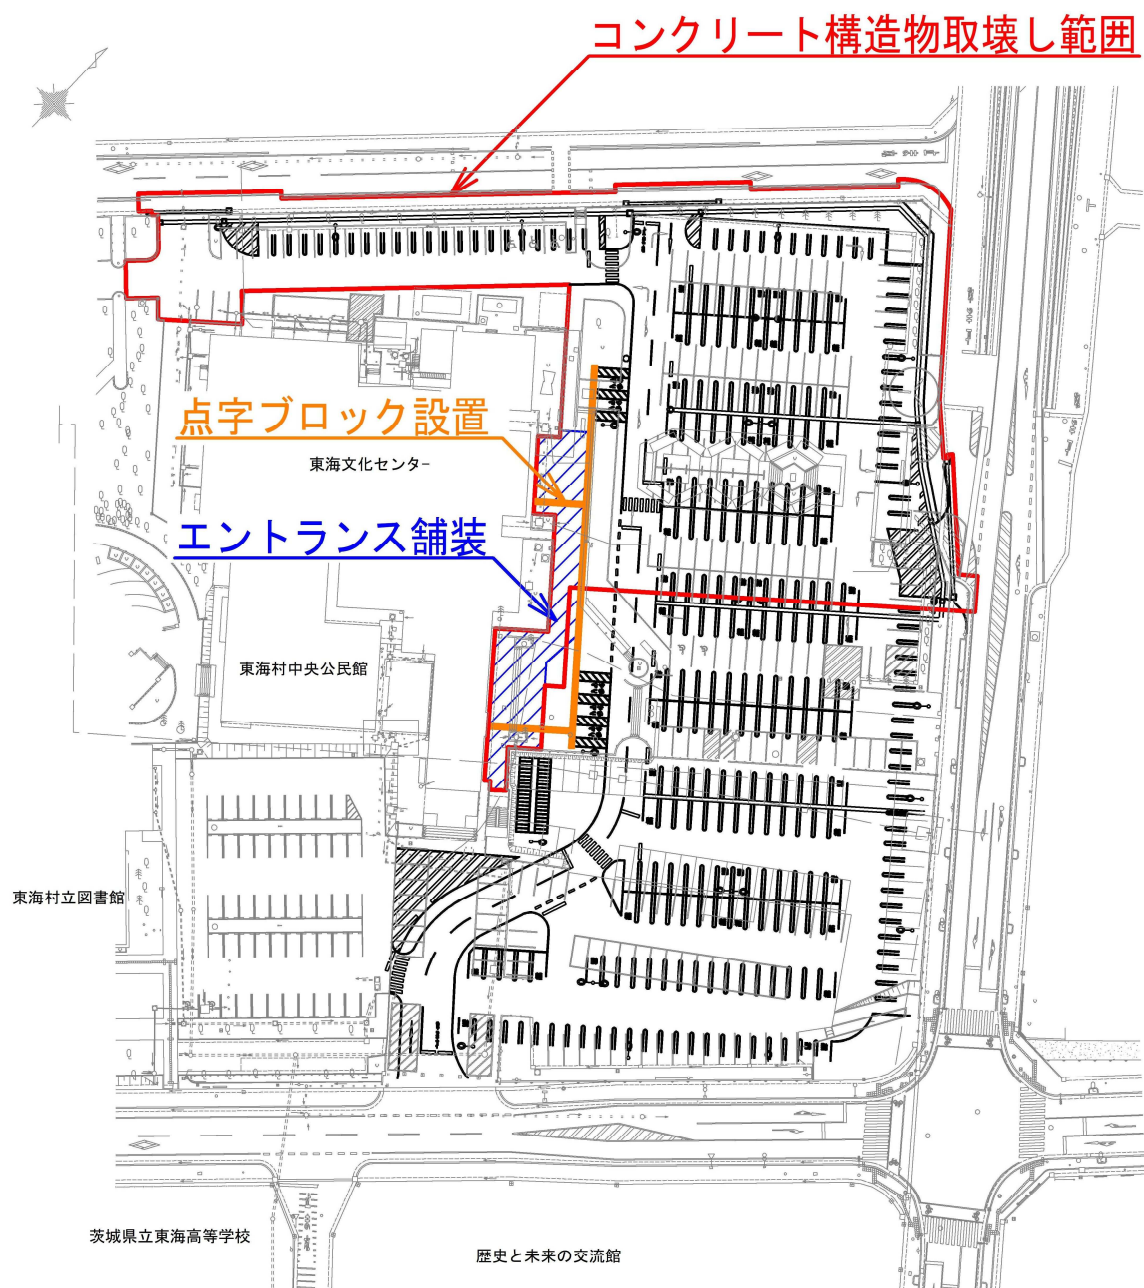 コンクリート構造物取壊し範囲
点字ブロック設置
東海文化センター
エントランス舗装
東海村中央公民館
東海村立図書館
茨城県立東海高等学校
歴史と未来の交流館